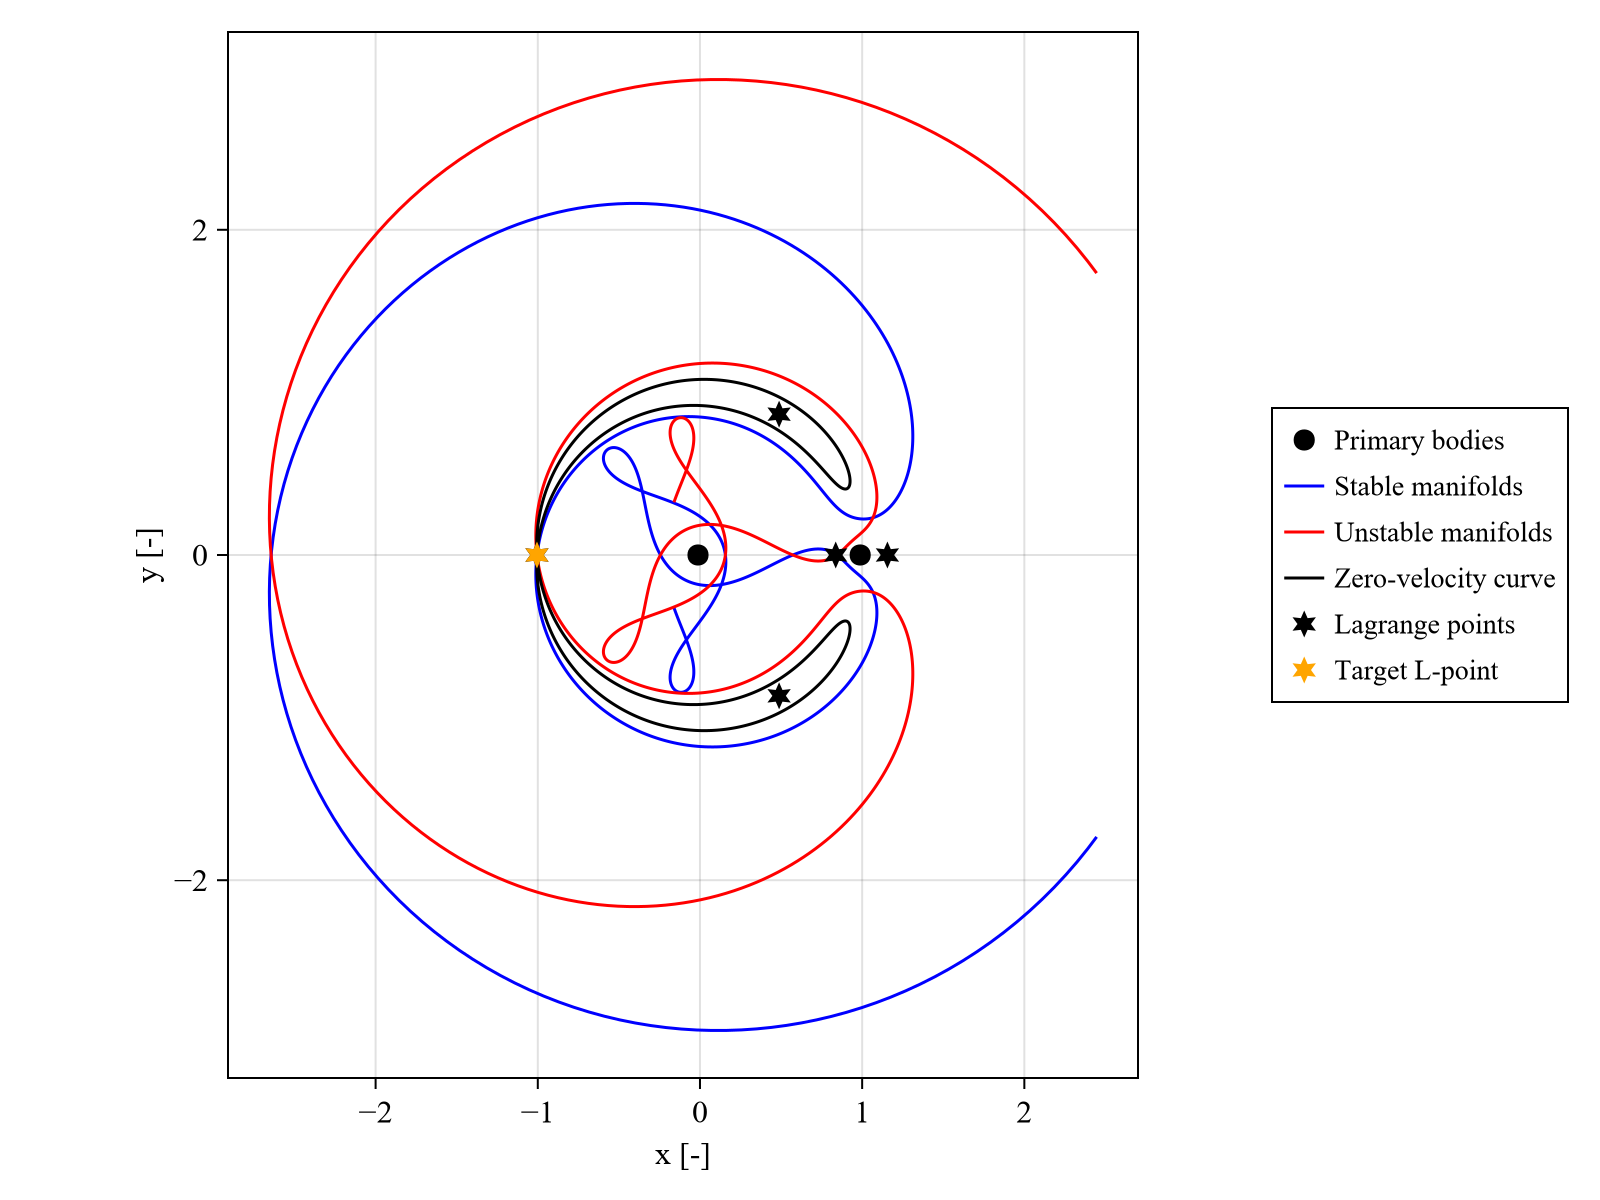 2
0
−2
y [-]
−2
−1
0
1
2
x [-]
Primary bodies
Stable manifolds
Unstable manifolds
Zero-velocity curve
Lagrange points
Target L-point